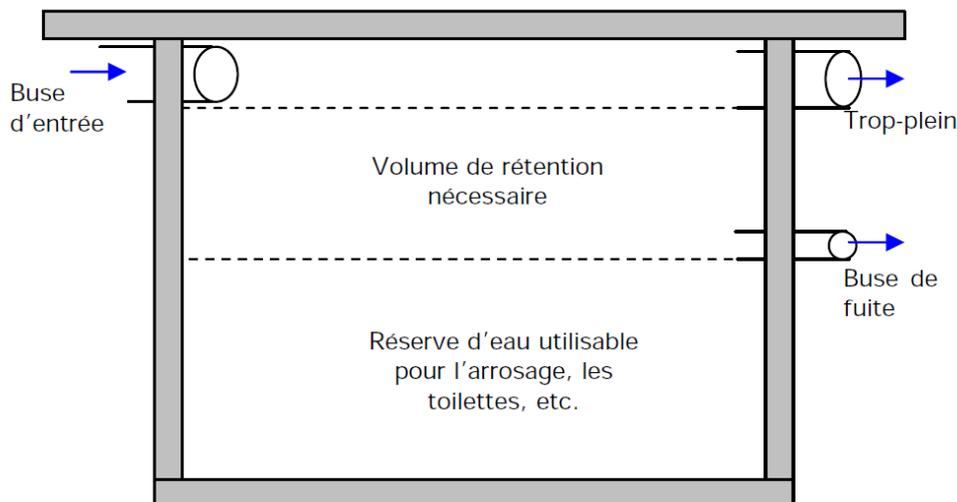 Buse
d'entrée
Trop-plein
Volume de rétention
nécessaire
Buse de
fuite
Réserve d'eau utilisable
pour l'arrosage, les
toilettes, etc.